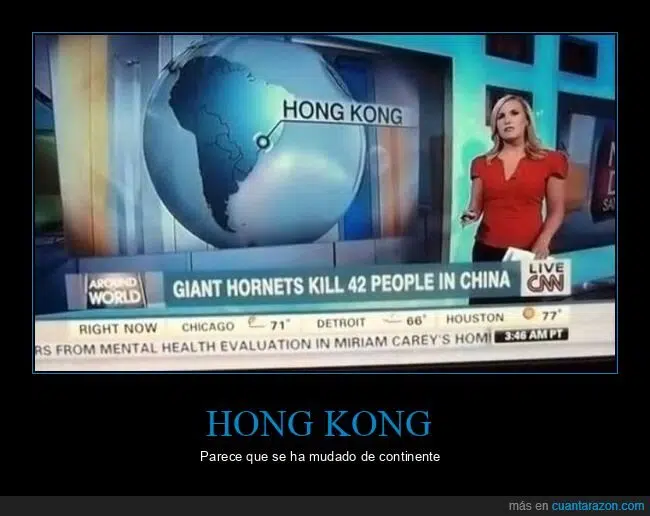 HONG KONG
AROUND
WORLD
GIANT HORNETS KILL 42 PEOPLE IN CHINA
LIVE
CNN
RIGHT NOW CHICAGO 71° DETROIT 66° HOUSTON 77°
RS FROM MENTAL HEALTH EVALUATION IN MIRIAM CAREY'S HOM
3:46 AM PT
HONG KONG
Parece que se ha mudado de continente
más en cuantarazon.com